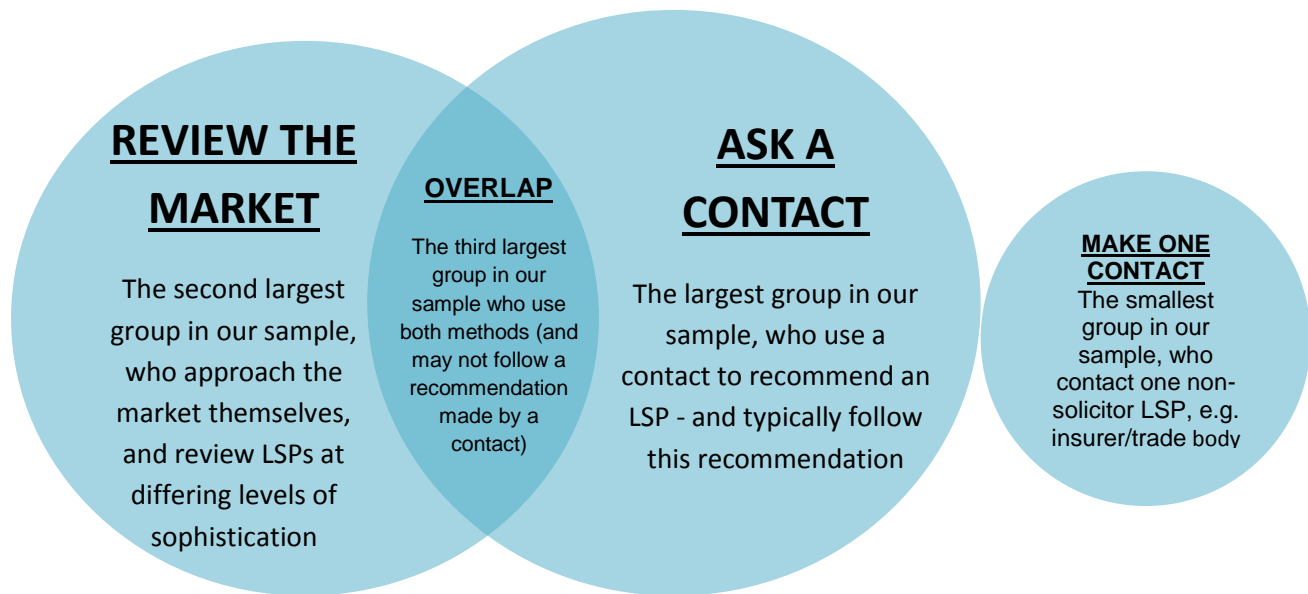 REVIEW THE
MARKET
The second largest
group in our sample,
who approach the
market themselves,
and review LSPs at
differing levels of
sophistication
OVERLAP
The third largest
group in our
sample who use
both methods (and
may not follow a
recommendation
made by a
contact)
ASK A
CONTACT
The largest group in our
sample, who use a
contact to recommend an
LSP - and typically follow
this recommendation
MAKE ONE
CONTACT
The smallest
group in our
sample, who
contact one non-
solicitor LSP, e.g.
insurer/trade body